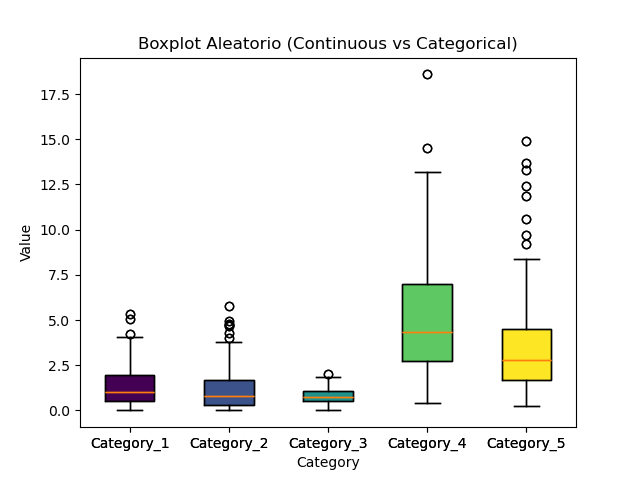 Boxplot Aleatorio (Continuous vs Categorical)
17.5
15.0
12.5
10.0
7.5
5.0
2.5
0.0
Value
Category_1 Category_2 Category_3 Category_4 Category_5
Category